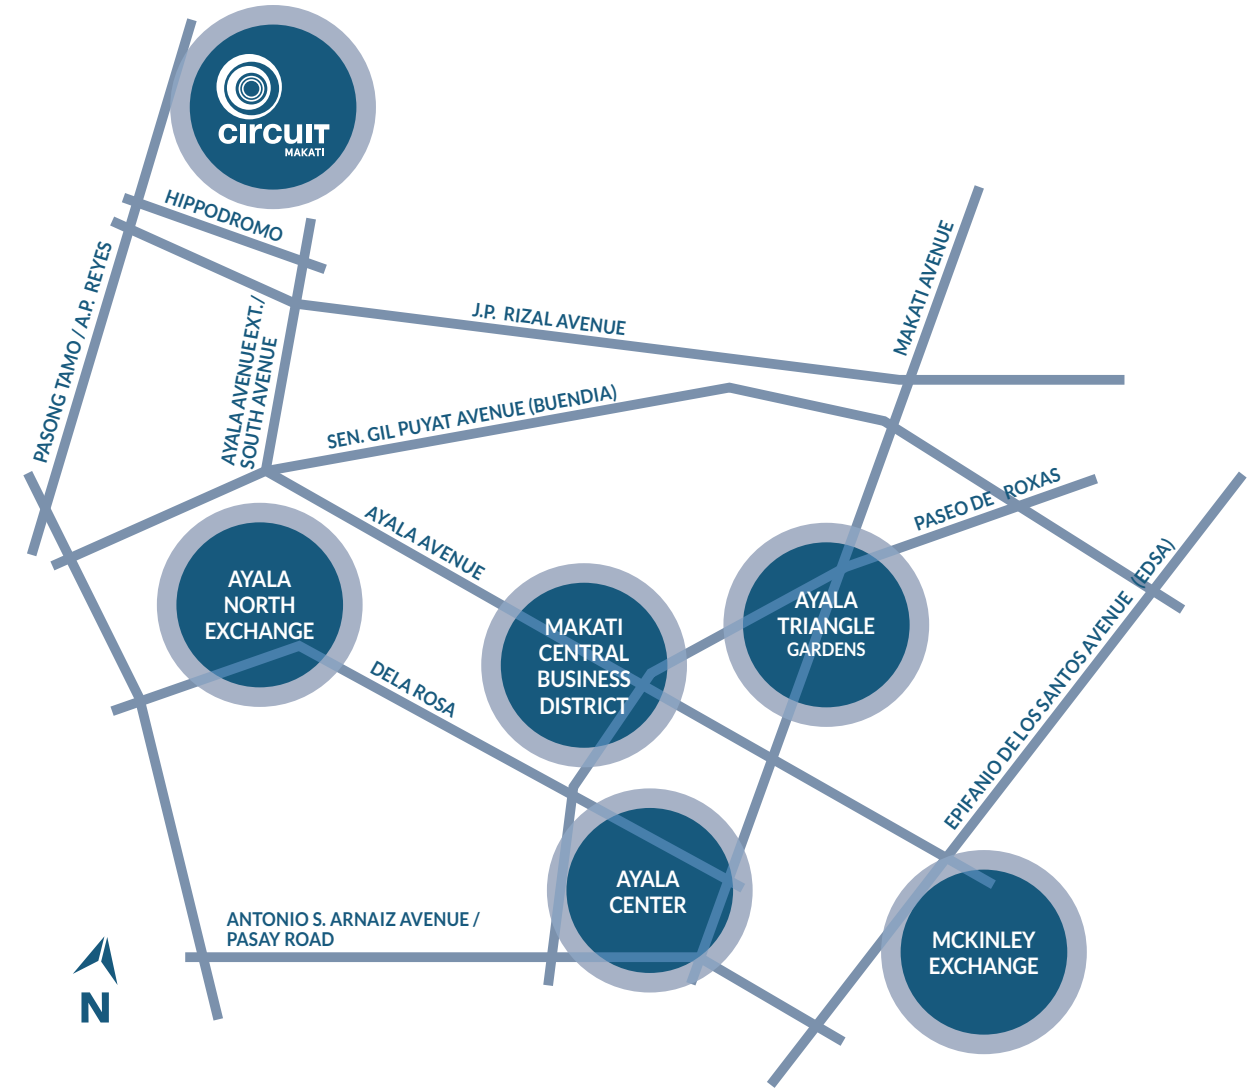 circuit
MAKATI
HIPPODROMO
PASONG TAMO / A.P. REYES
AYALA AVENUE EXT./
SOUTH AVENUE
J.P. RIZAL AVENUE
MAKATI AVENUE
SEN. GIL PUYAT AVENUE (BUENDIA)
AYALA AVENUE
PASEO DE ROXAS
AYALA
NORTH
EXCHANGE
MAKATI
CENTRAL
BUSINESS
DISTRICT
AYALA
TRIANGLE
GARDENS
EPIFANIO DE LOS SANTOS AVENUE (EDSA)
DELA ROSA
AYALA
CENTER
ANTONIO S. ARNAIZ AVENUE /
PASAY ROAD
MCKINLEY
EXCHANGE
N